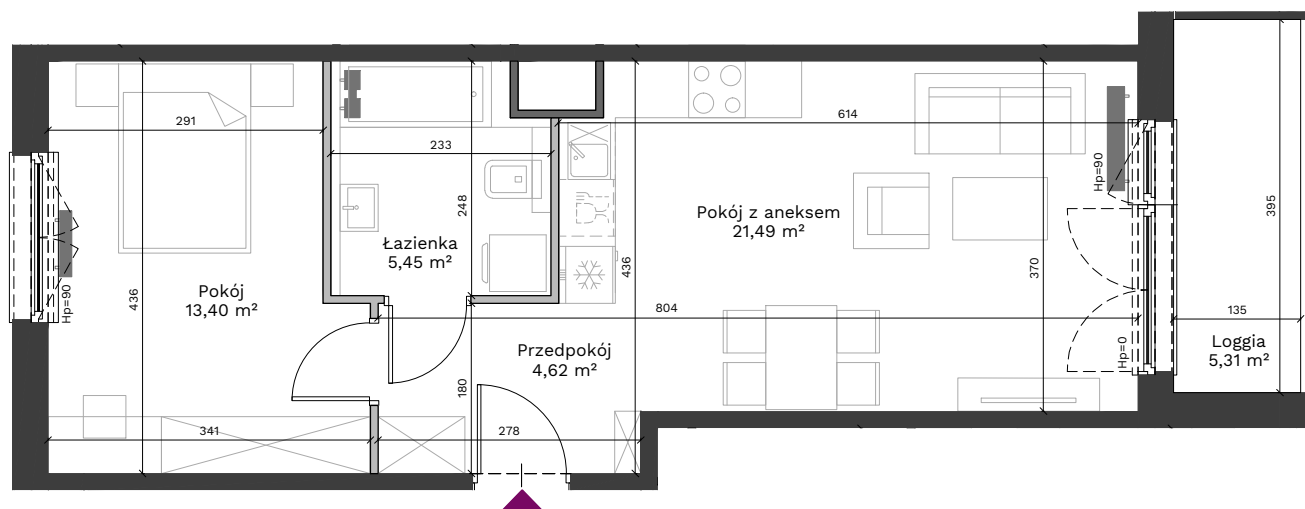 291
233
614
Hp=90
248
395
Pokój z aneksem
21,49 m²
Łazienka
5,45 m²
436
370
436
Pokój
13,40 m²
Hp=90
804
135
Przedpokój
4,62 m²
Loggia
5,31 m²
Hp=0
180
341
278